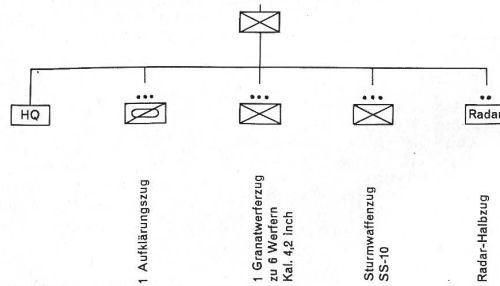 HQ
Radar
1 Aufklärungszug
1 Granatwerferzug
zu 6 Werfern
Kal. 4,2 inch
Sturmwaffenzug
SS-10
Radar-Halbzug